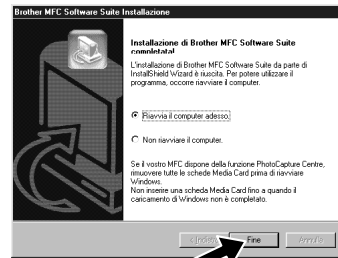 Brother MFC Software Suite Installazione
Installazione di Brother MFC Software Suite
completata!
L'installazione di Brother MFC Software Suite da parte di
InstallShield Wizard è riuscita. Per potere utilizzare il
programma, occorre riavviare il computer.
Riavvia il computer adesso.
Non riavviare il computer.
Se il vostro MFC dispone della funzione PhotoCapture Centre,
rimuovere tutte le schede Media Card prima di riavviare
Windows.
Non inserire una scheda Media Card fino a quando il
caricamento di Windows non è completato.
Fine
Annulla